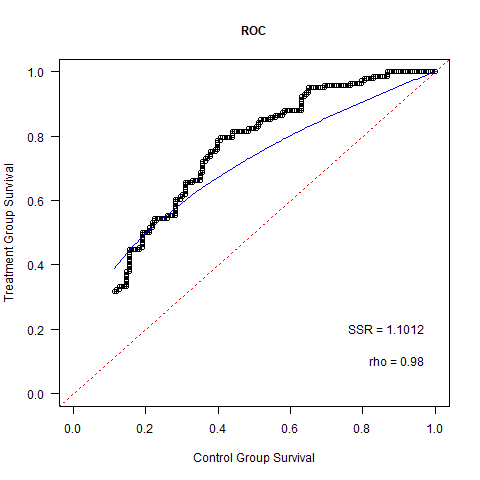 ROC
Treatment Group Survival
1.0
0.8
0.6
0.4
0.2
0.0
SSR = 1.1012
rho = 0.98
0.0 0.2 0.4 0.6 0.8 1.0
Control Group Survival